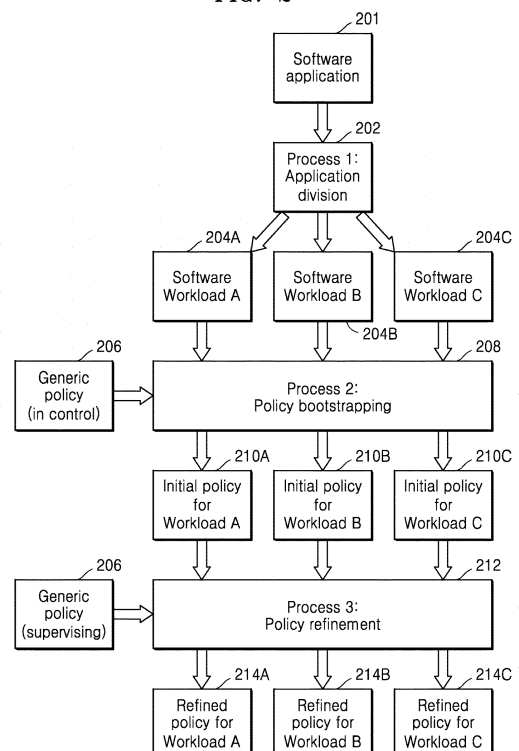 201
Software
application
202
Process 1:
Application
division
204A
204C
Software
Workload A
Software
Workload B
Software
Workload C
204B
206
208
Generic
policy
(in control)
Process 2:
Policy bootstrapping
210A
210B
210C
Initial policy
for
Workload A
Initial policy
for
Workload B
Initial policy
for
Workload C
206
212
Generic
policy
(supervising)
Process 3:
Policy refinement
214A
214B
214C
Refined
policy for
Workload A
Refined
policy for
Workload B
Refined
policy for
Workload C